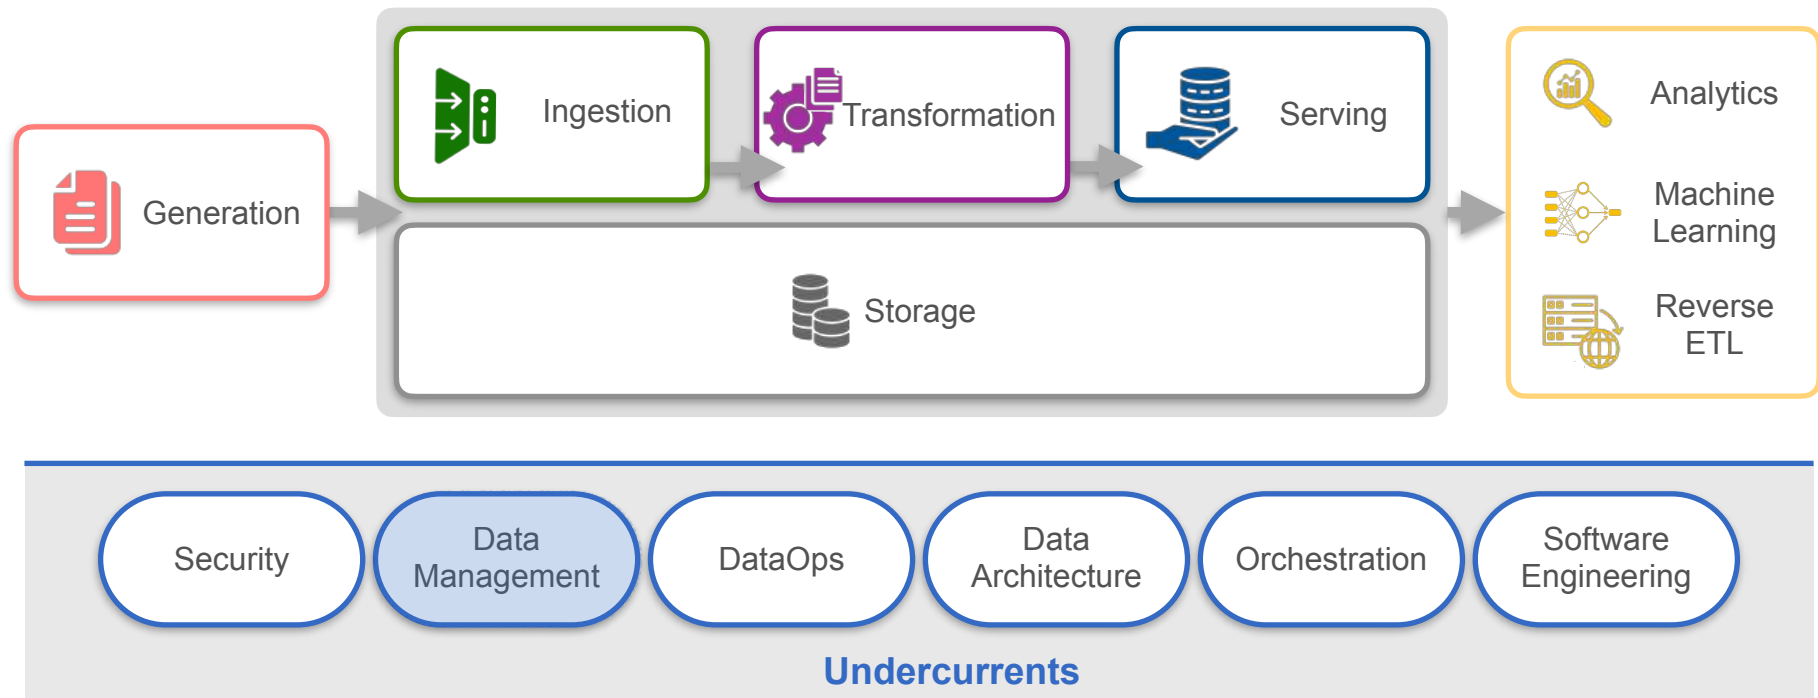 Generation
Ingestion
Transformation
Serving
Storage
Analytics
Machine
Learning
Reverse
ETL
Security
Data
Management
DataOps
Data
Architecture
Orchestration
Software
Engineering
Undercurrents